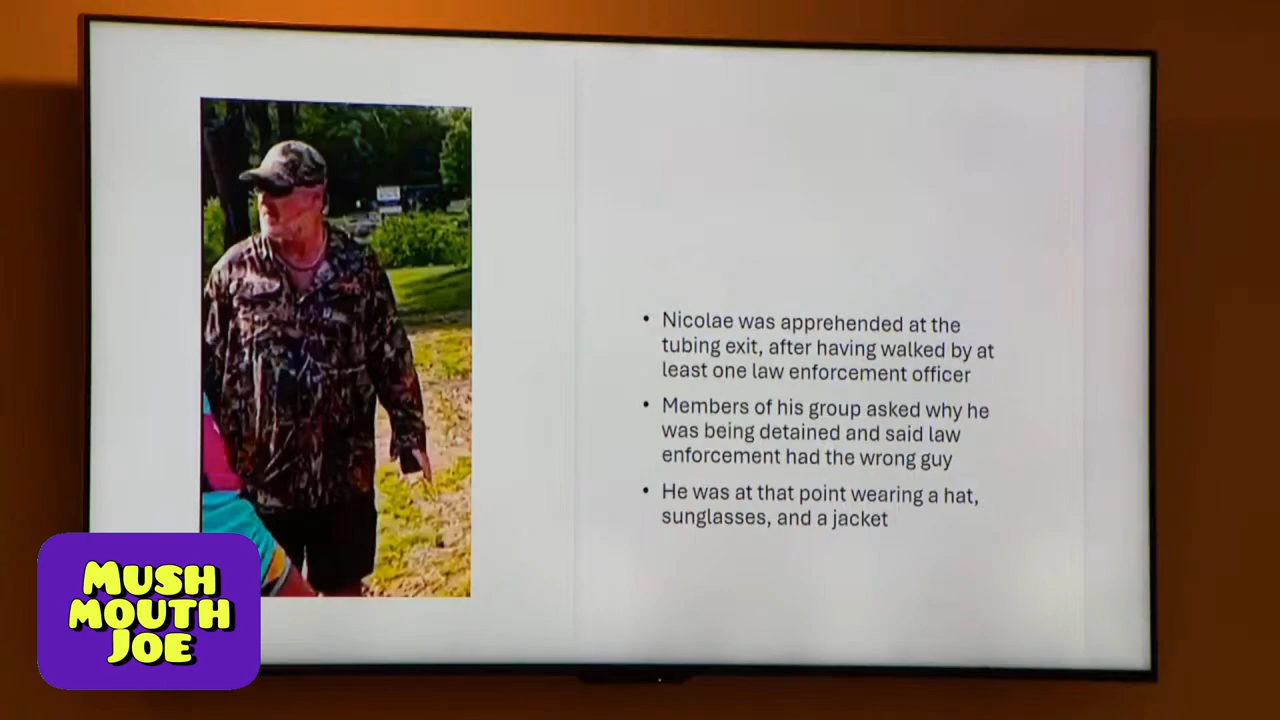 • Nicolae was apprehended at the
tubing exit, after having walked by at
least one law enforcement officer
• Members of his group asked why he
was being detained and said law
enforcement had the wrong guy
• He was at that point wearing a hat,
sunglasses, and a jacket
MUSH
MOUTH
JOE